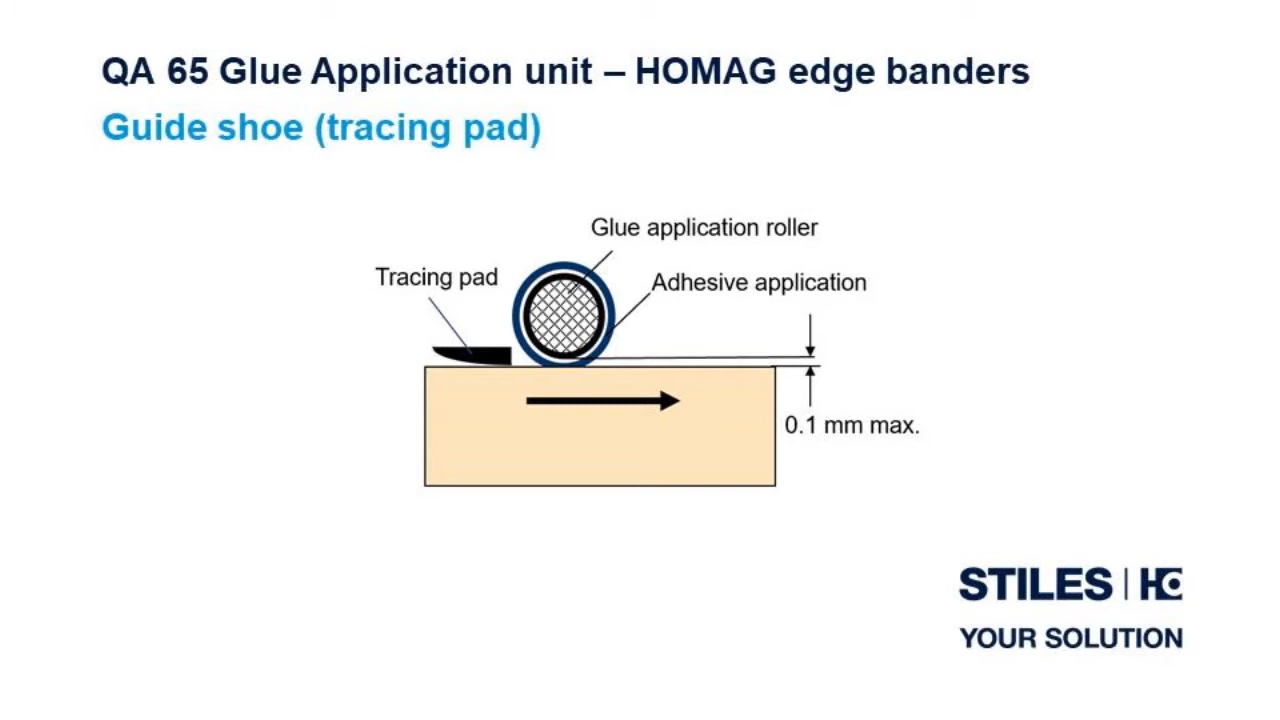 QA 65 Glue Application unit – HOMAG edge banders
Guide shoe (tracing pad)
Glue application roller
Tracing pad
Adhesive application
0.1 mm max.
STILES | HC
YOUR SOLUTION